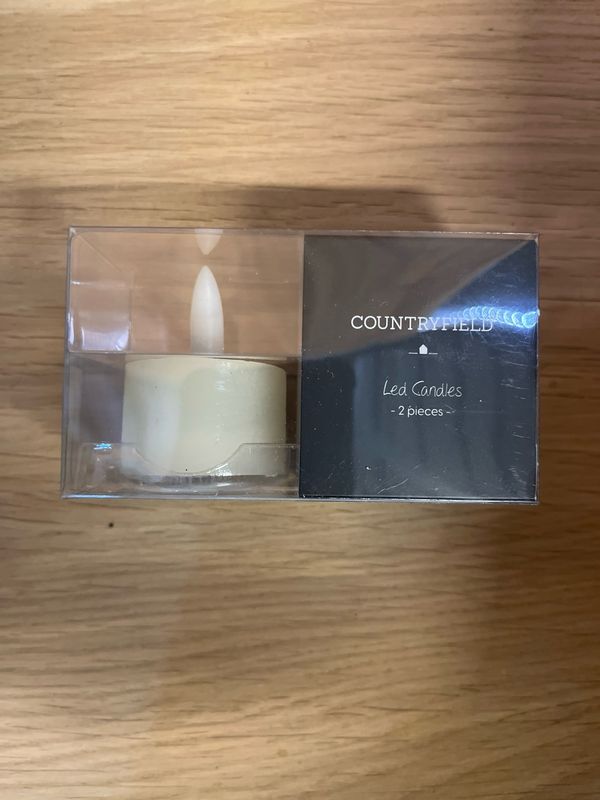 COUNTRYFIELD
Led Candles
- 2 pieces -